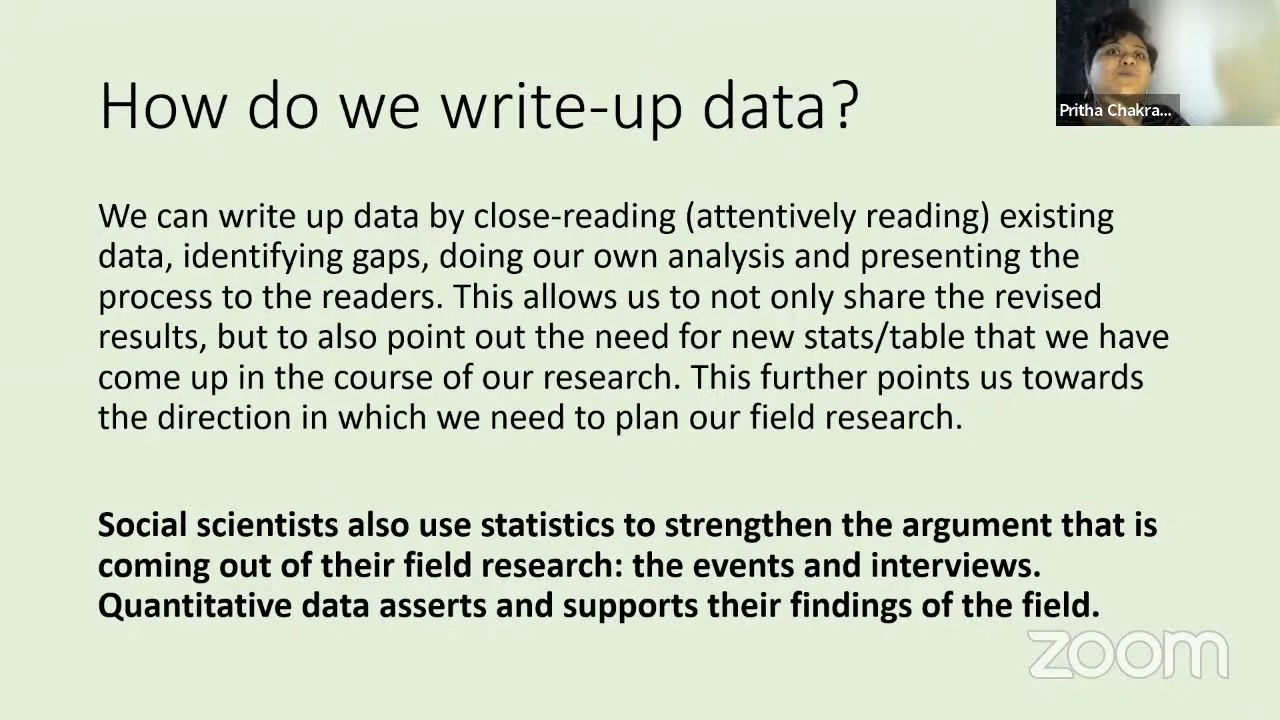 How do we write-up data?
Pritha Chakra...
We can write up data by close-reading (attentively reading) existing
data, identifying gaps, doing our own analysis and presenting the
process to the readers. This allows us to not only share the revised
results, but to also point out the need for new stats/table that we have
come up in the course of our research. This further points us towards
the direction in which we need to plan our field research.
Social scientists also use statistics to strengthen the argument that is
coming out of their field research: the events and interviews.
Quantitative data asserts and supports their findings of the field.
zoom